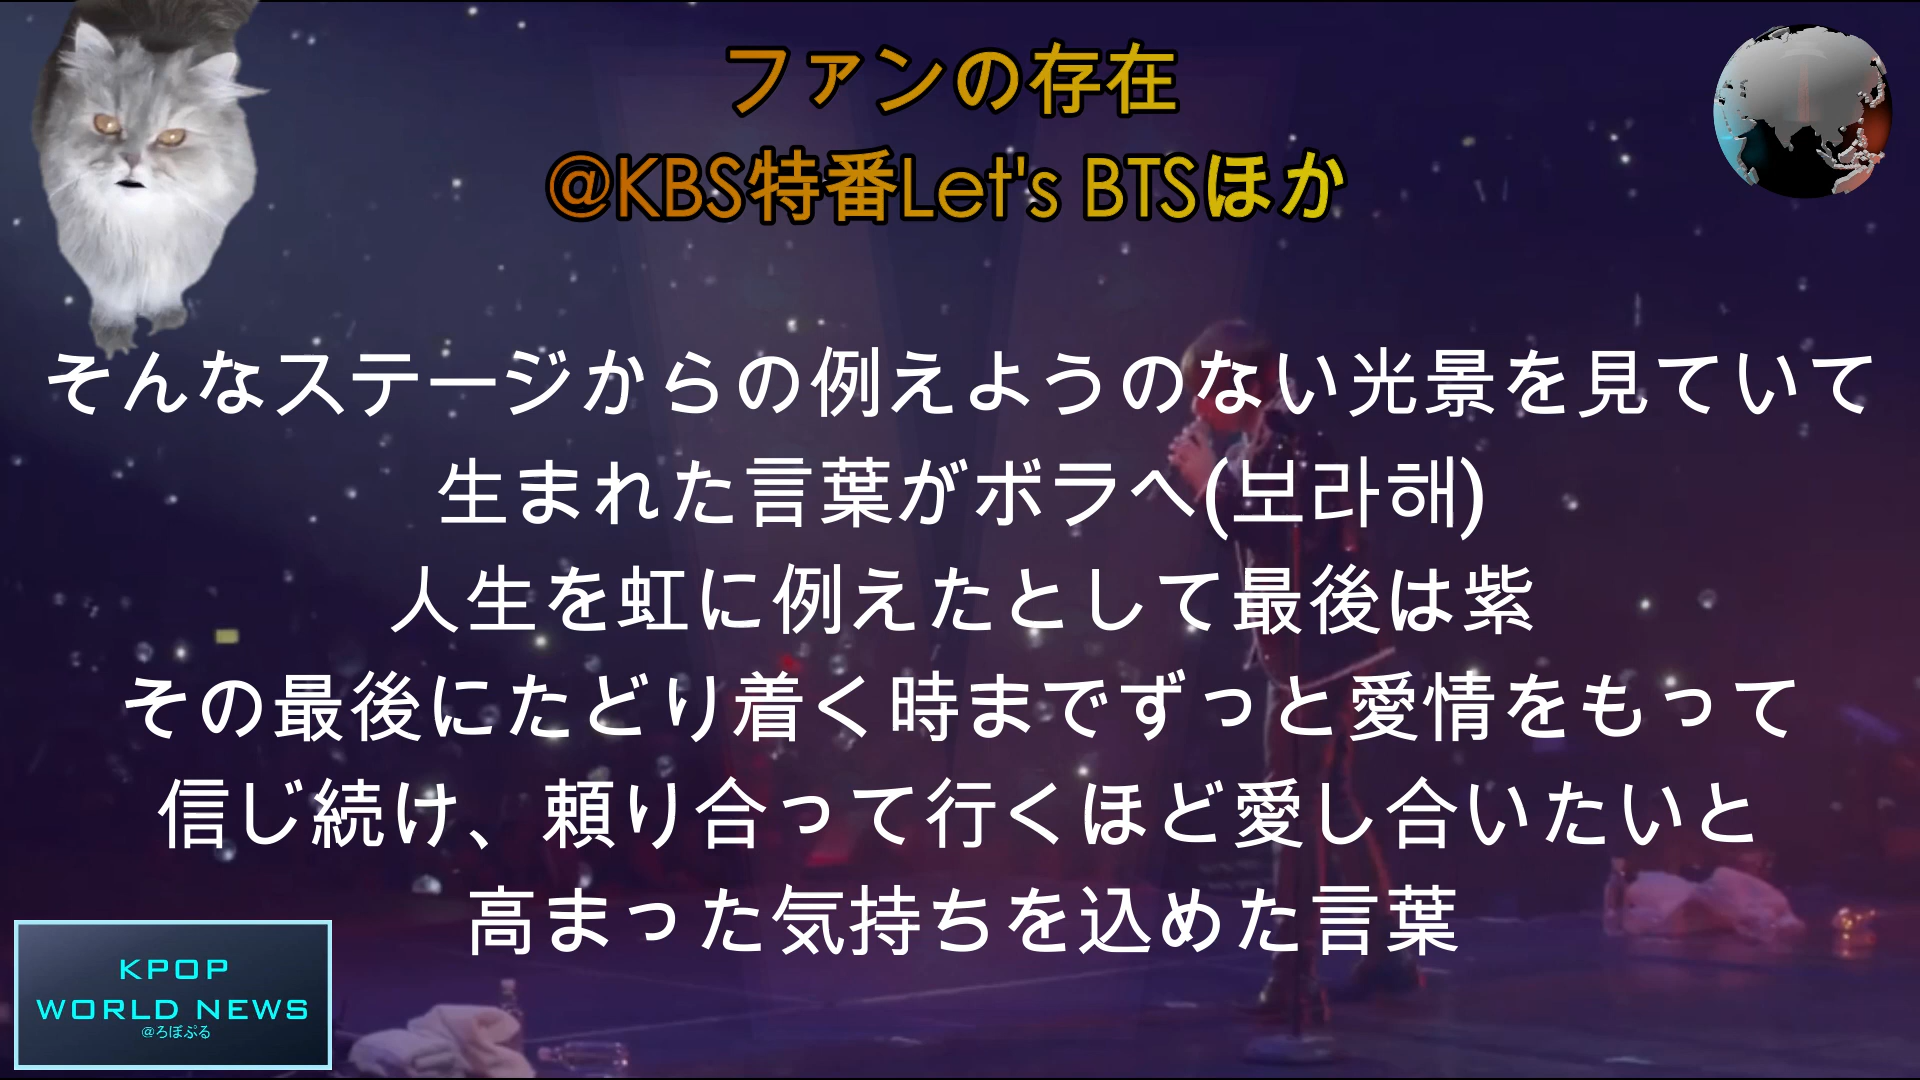 ファンの存在
@KBS特番Let's BTSほか
そんなステージからの例えようのない光景を見ていて
生まれた言葉がボラへ(보라해)
人生を虹に例えたとして最後は紫
その最後にたどり着く時までずっと愛情をもって
信じ続け、頼り合って行くほど愛し合いたいと
高まった気持ちを込めた言葉
KPOP
WORLD NEWS
@ろぼぷる